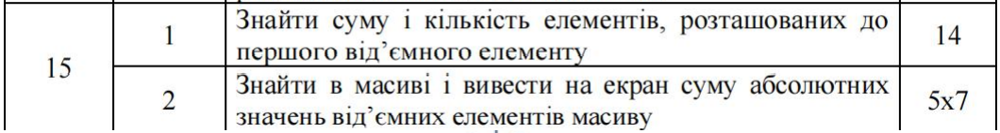 15
1
Знайти суму і кількість елементів, розташованих до
першого від’ємного елементу
14
2
Знайти в масиві і вивести на екран суму абсолютних
значень від’ємних елементів масиву
5х7